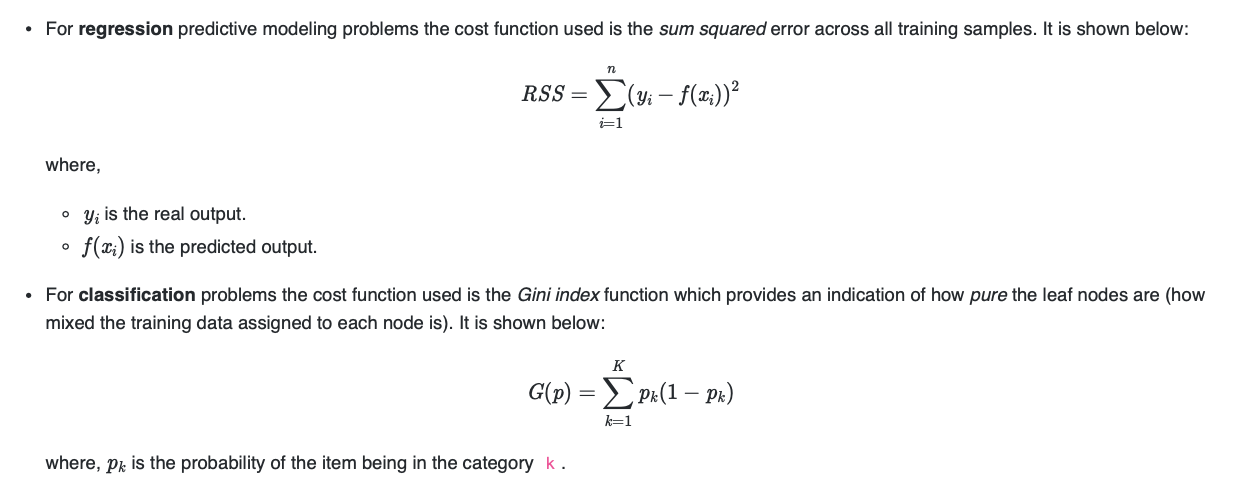 • For regression predictive modeling problems the cost function used is the sum squared error across all training samples. It is shown below:
RSS = ∑_{i=1}^{n} (y_i − f(x_i))^2
where,
◦ y_i is the real output.
◦ f(x_i) is the predicted output.
• For classification problems the cost function used is the Gini index function which provides an indication of how pure the leaf nodes are (how
mixed the training data assigned to each node is). It is shown below:
G(p) = ∑_{k=1}^{K} p_k(1 − p_k)
where, p_k is the probability of the item being in the category k .